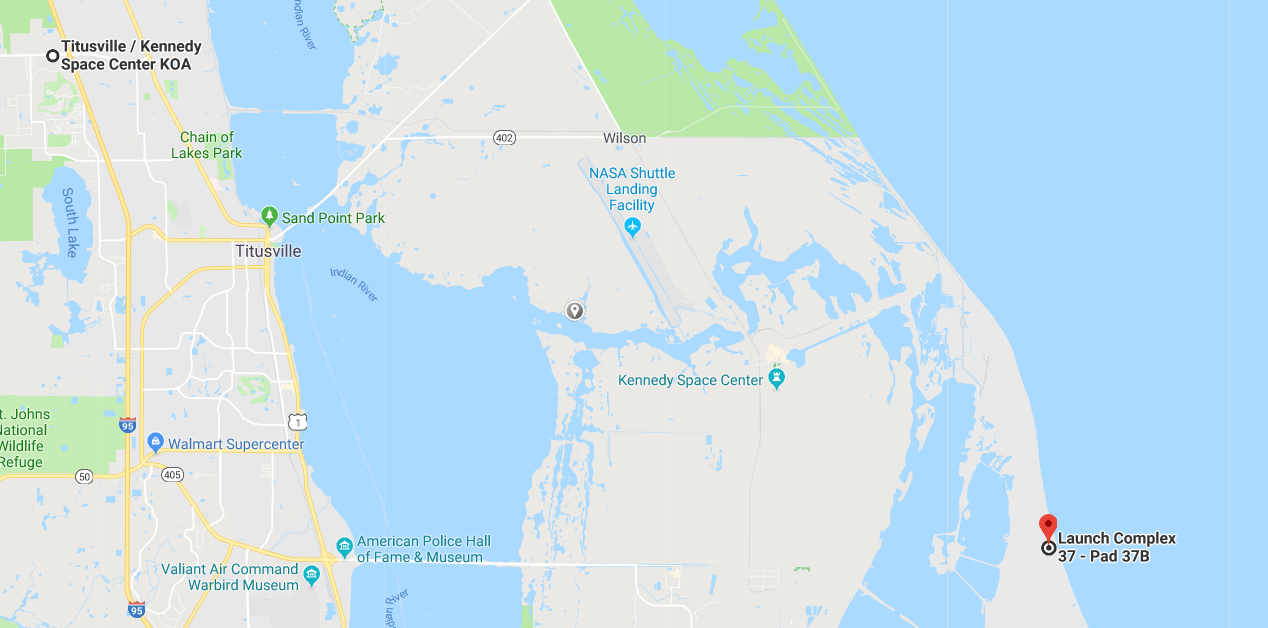 Indian River
Titusville / Kennedy
Space Center KOA
Chain of
Lakes Park
402
Wilson
NASA Shuttle
Landing
Facility
South Lake
Sand Point Park
Titusville
Indian River
Kennedy Space Center
t. Johns
National
Wildlife
Refuge
95
1
Walmart Supercenter
50
405
American Police Hall
of Fame & Museum
Launch Complex
37 - Pad 37B
Valiant Air Command
Warbird Museum
95
ian River